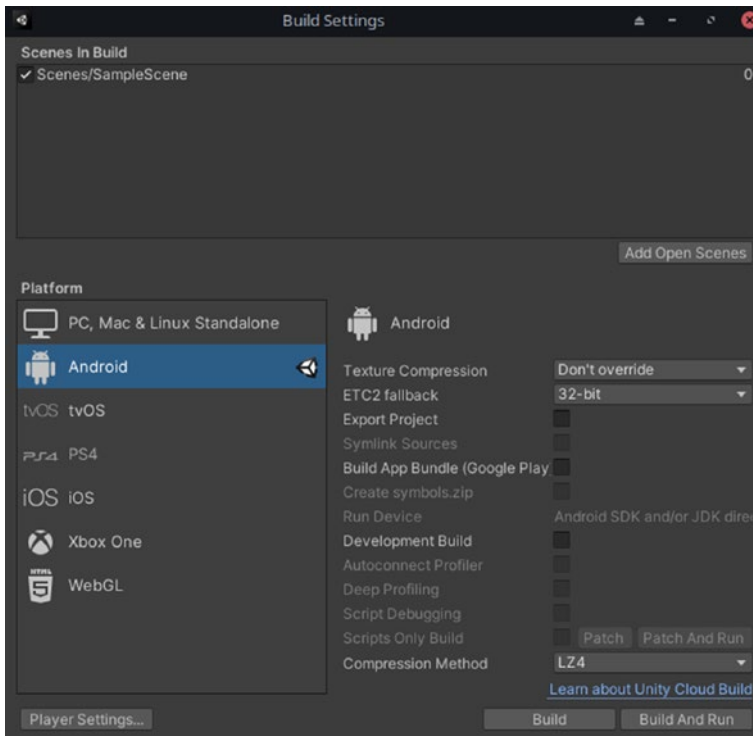 Build Settings
Scenes In Build
Scenes/SampleScene 0
Add Open Scenes
Platform
PC, Mac & Linux Standalone
Android
tvOS tvOS
PS4 PS4
iOS iOS
Xbox One
HTML 5 WebGL
Android
Texture Compression Don't override
ETC2 fallback 32-bit
Export Project
Symlink Sources
Build App Bundle (Google Play
Create symbols.zip
Run Device Android SDK and/or JDK direc
Development Build
Autoconnect Profiler
Deep Profiling
Script Debugging
Scripts Only Build Patch Patch And Run
Compression Method LZ4
Learn about Unity Cloud Build
Player Settings... Build Build And Run